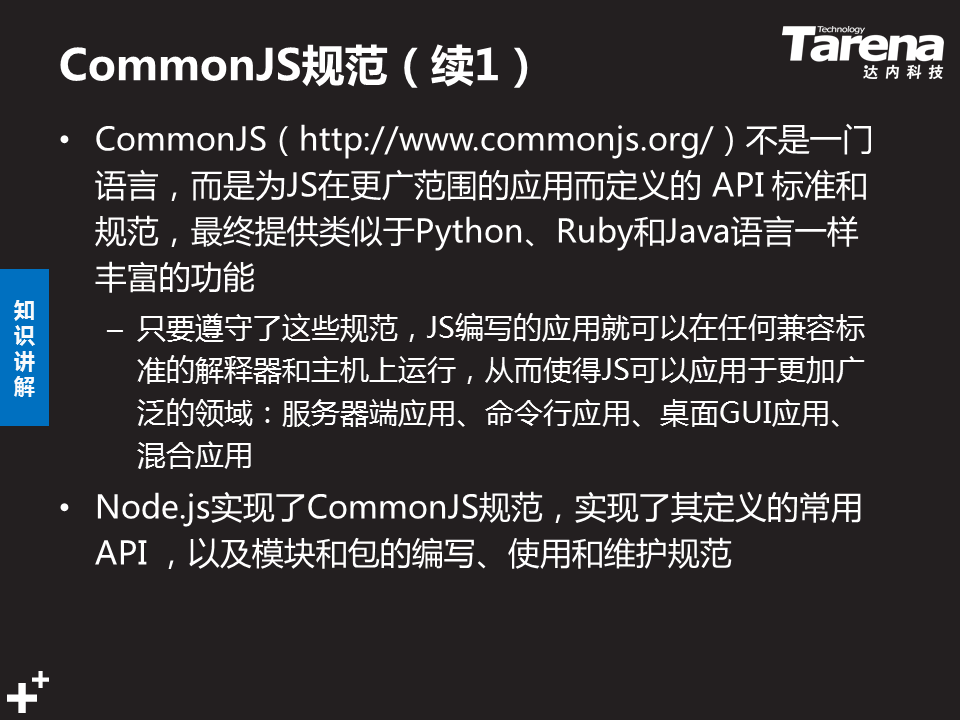 CommonJS规范（续1）
Technology
Tarena
达内科技
• CommonJS（http://www.commonjs.org/）不是一门
语言，而是为JS在更广范围的应用而定义的 API 标准和
规范，最终提供类似于Python、Ruby和Java语言一样
丰富的功能
– 只要遵守了这些规范，JS编写的应用就可以在任何兼容标
准的解释器和主机上运行，从而使得JS可以应用于更加广
泛的领域：服务器端应用、命令行应用、桌面GUI应用、
混合应用
• Node.js实现了CommonJS规范，实现了其定义的常用
API ，以及模块和包的编写、使用和维护规范
知
识
讲
解